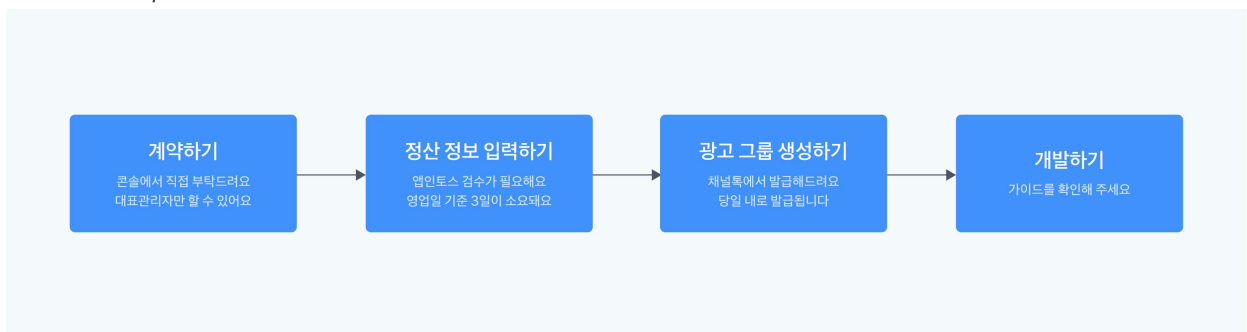 계약하기
콘솔에서 직접 부탁드려요
대표관리자만 할 수 있어요
정산 정보 입력하기
앱인토스 검수가 필요해요
영업일 기준 3일이 소요돼요
광고 그룹 생성하기
채널톡에서 발급해드려요
당일 내로 발급됩니다
개발하기
가이드를 확인해 주세요